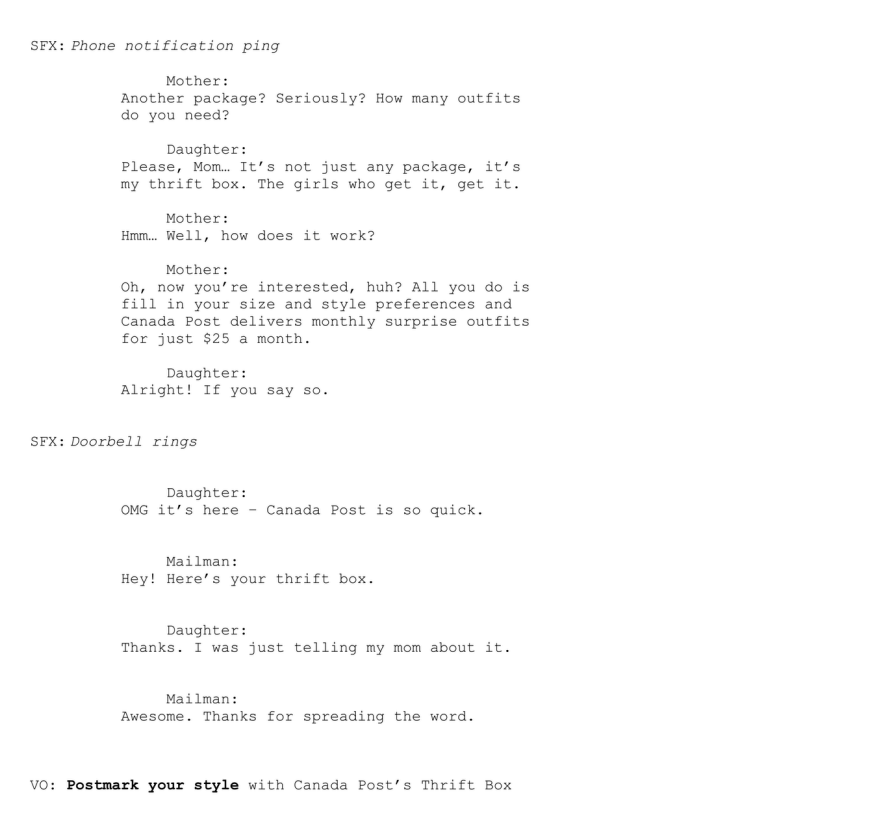 SFX: Phone notification ping
Mother:
Another package? Seriously? How many outfits
do you need?
Daughter:
Please, Mom… It’s not just any package, it’s
my thrift box. The girls who get it, get it.
Mother:
Hmm… Well, how does it work?
Mother:
Oh, now you’re interested, huh? All you do is
fill in your size and style preferences and
Canada Post delivers monthly surprise outfits
for just $25 a month.
Daughter:
Alright! If you say so.
SFX: Doorbell rings
Daughter:
OMG it’s here – Canada Post is so quick.
Mailman:
Hey! Here’s your thrift box.
Daughter:
Thanks. I was just telling my mom about it.
Mailman:
Awesome. Thanks for spreading the word.
VO: Postmark your style with Canada Post’s Thrift Box